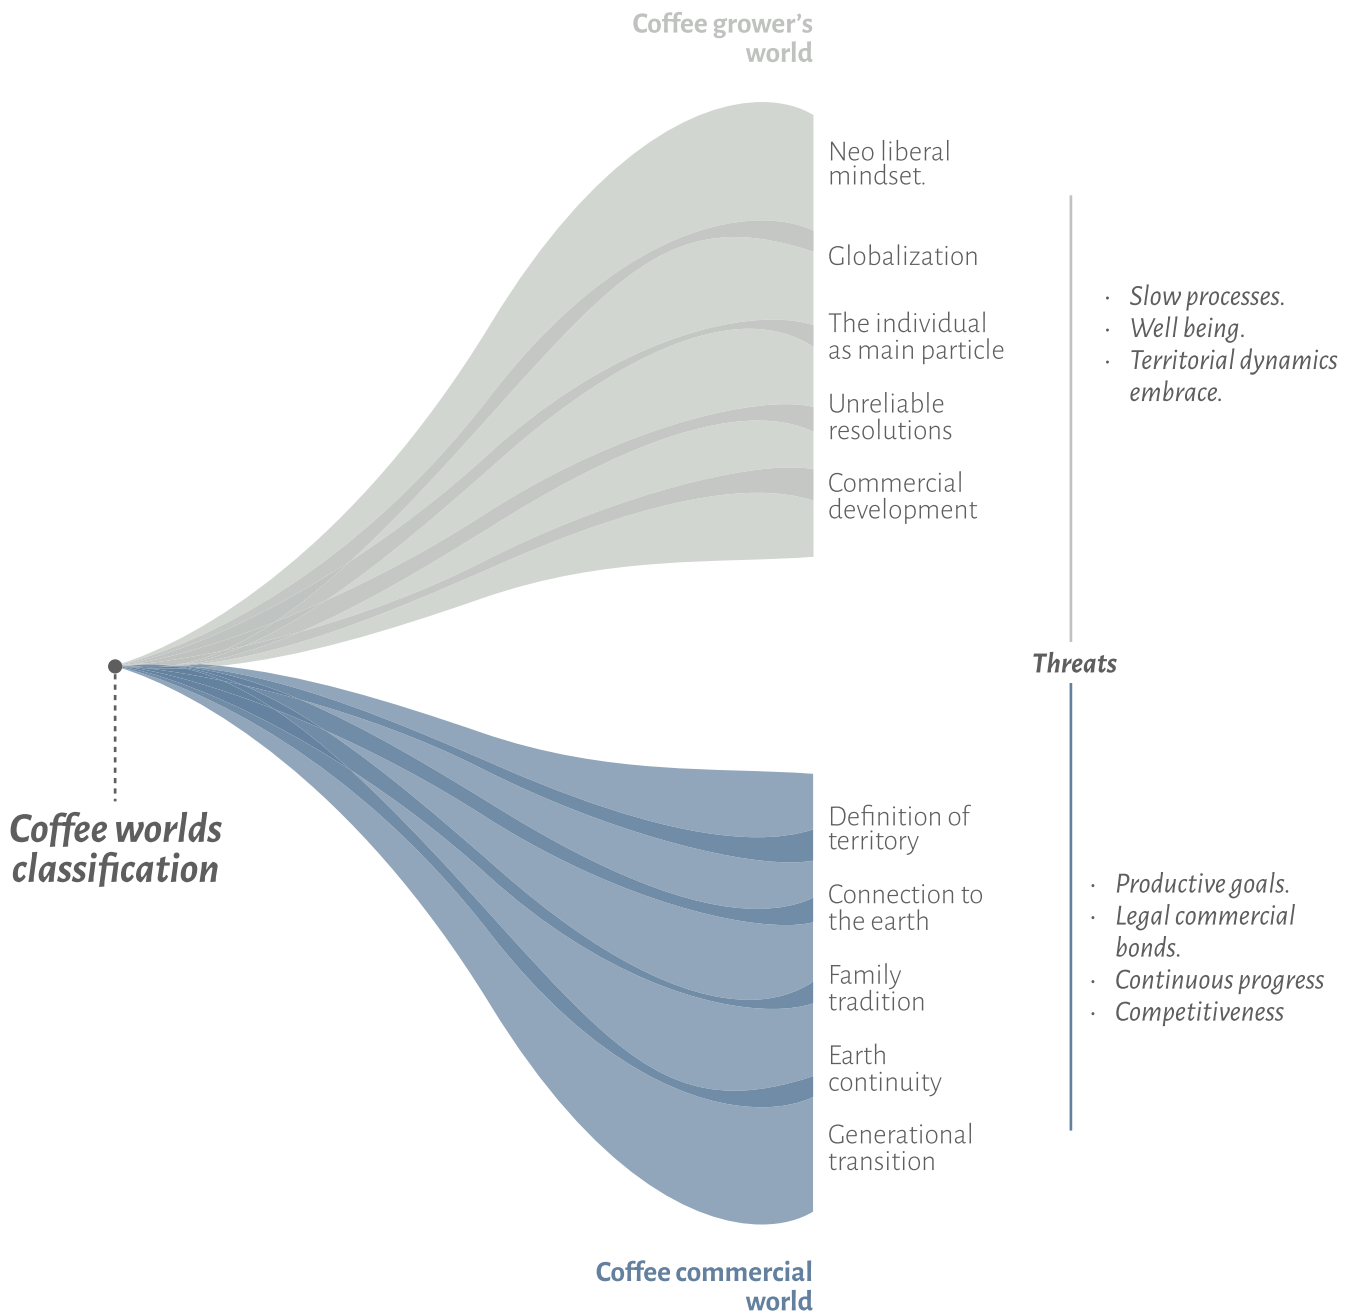 Coffee grower’s
world
Neo liberal
mindset.
Globalization
The individual
as main particle
Unreliable
resolutions
Commercial
development
· Slow processes.
· Well being.
· Territorial dynamics
embrace.
Threats
Coffee worlds
classification
Definition of
territory
Connection to
the earth
Family
tradition
Earth
continuity
Generational
transition
· Productive goals.
· Legal commercial
bonds.
· Continuous progress
· Competitiveness
Coffee commercial
world